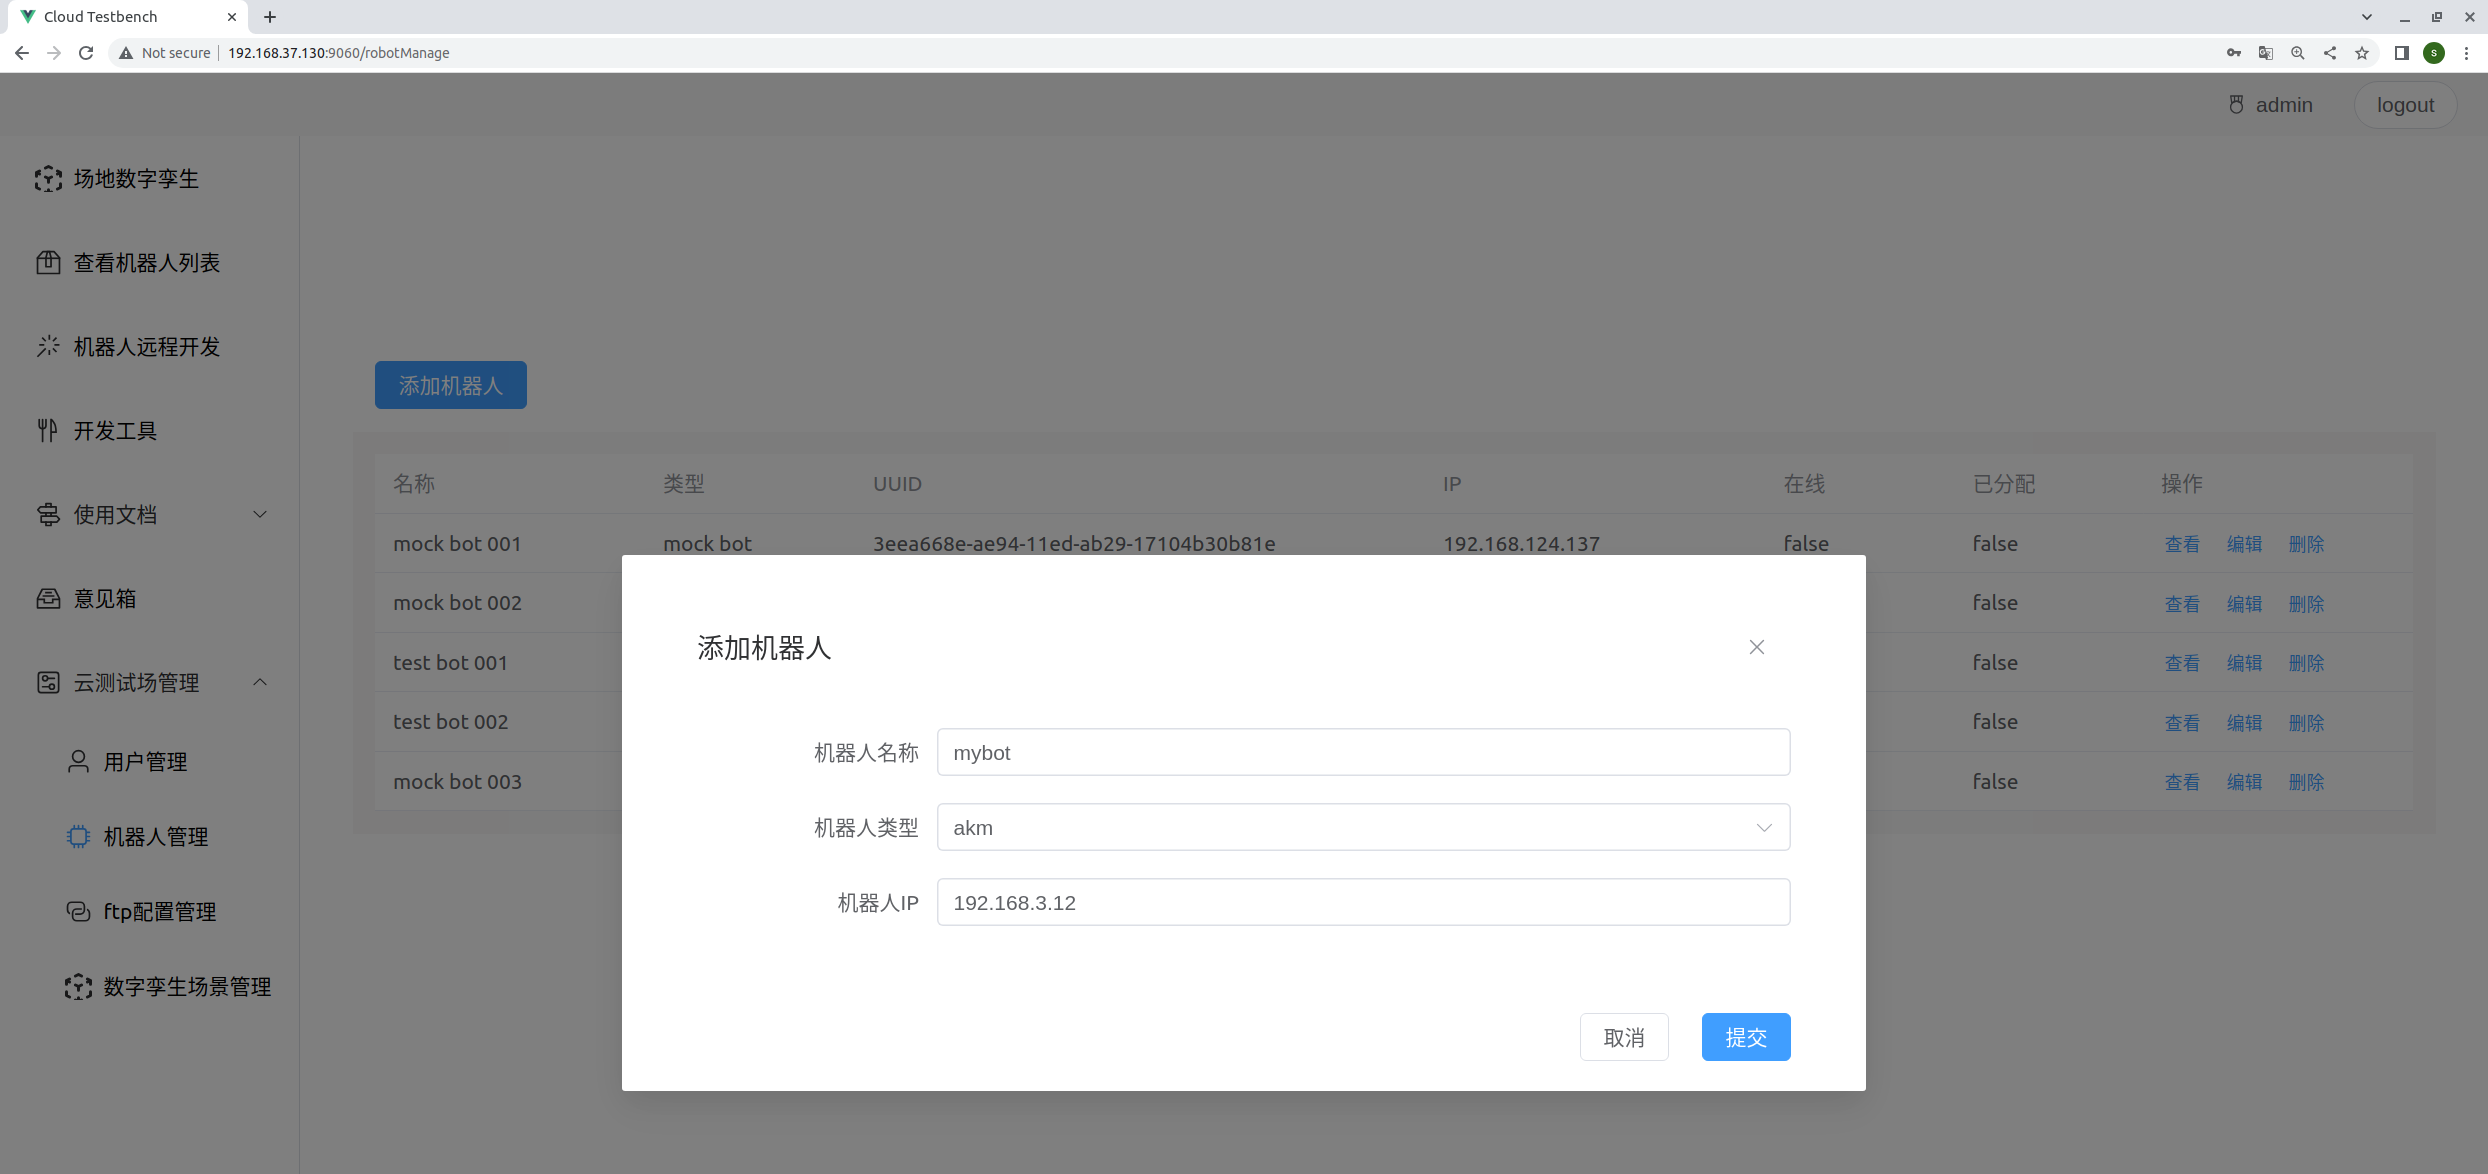 Cloud Testbench
Not secure 192.168.37.130:9060/robotManage
S
admin logout
场地数字孪生
查看机器人列表
机器人远程开发
开发工具
使用文档
意见箱
云测试场管理
用户管理
机器人管理
ftp配置管理
数字孪生场景管理
添加机器人
名称 类型 UUID IP 在线 已分配 操作
mock bot 001 mock bot 3eea668e-ae94-11ed-ab29-17104b30b81e 192.168.124.137 false false 查看 编辑 删除
mock bot 002 false 查看 编辑 删除
test bot 001 false 查看 编辑 删除
test bot 002 false 查看 编辑 删除
mock bot 003 false 查看 编辑 删除
添加机器人
机器人名称 mybot
机器人类型 akm
机器人IP 192.168.3.12
取消 提交